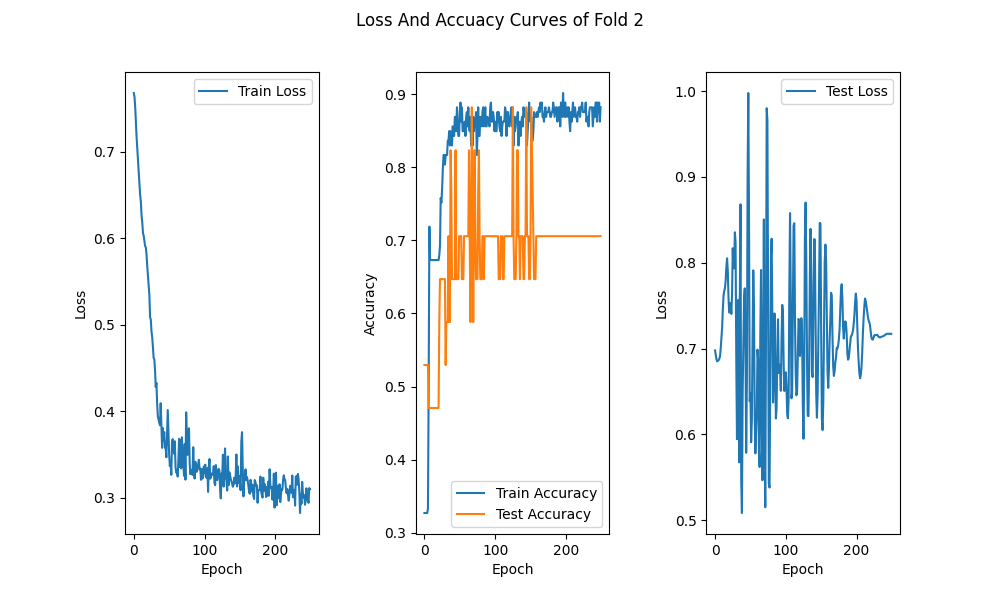 Loss And Accuacy Curves of Fold 2
Train Loss
Loss
0.7
0.6
0.5
0.4
0.3
0
100
200
Epoch
Accuracy
0.9
0.8
0.7
0.6
0.5
0.4
0.3
Train Accuracy
Test Accuracy
0
100
200
Epoch
Test Loss
Loss
1.0
0.9
0.8
0.7
0.6
0.5
0
100
200
Epoch